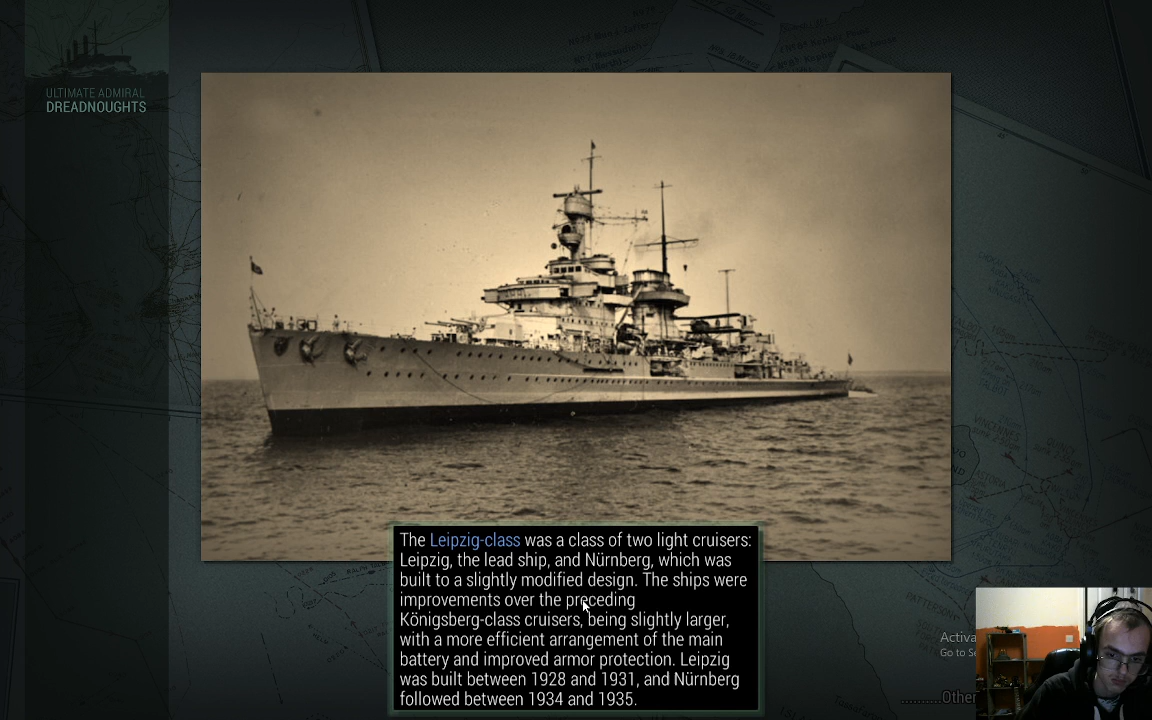 ULTIMATE ADMIRAL
DREADNOUGHTS
The Leipzig-class was a class of two light cruisers:
Leipzig, the lead ship, and Nürnberg, which was
built to a slightly modified design. The ships were
improvements over the preceding
Königsberg-class cruisers, being slightly larger,
with a more efficient arrangement of the main
battery and improved armor protection. Leipzig
was built between 1928 and 1931, and Nürnberg
followed between 1934 and 1935.
Activa
Go to Se
Other